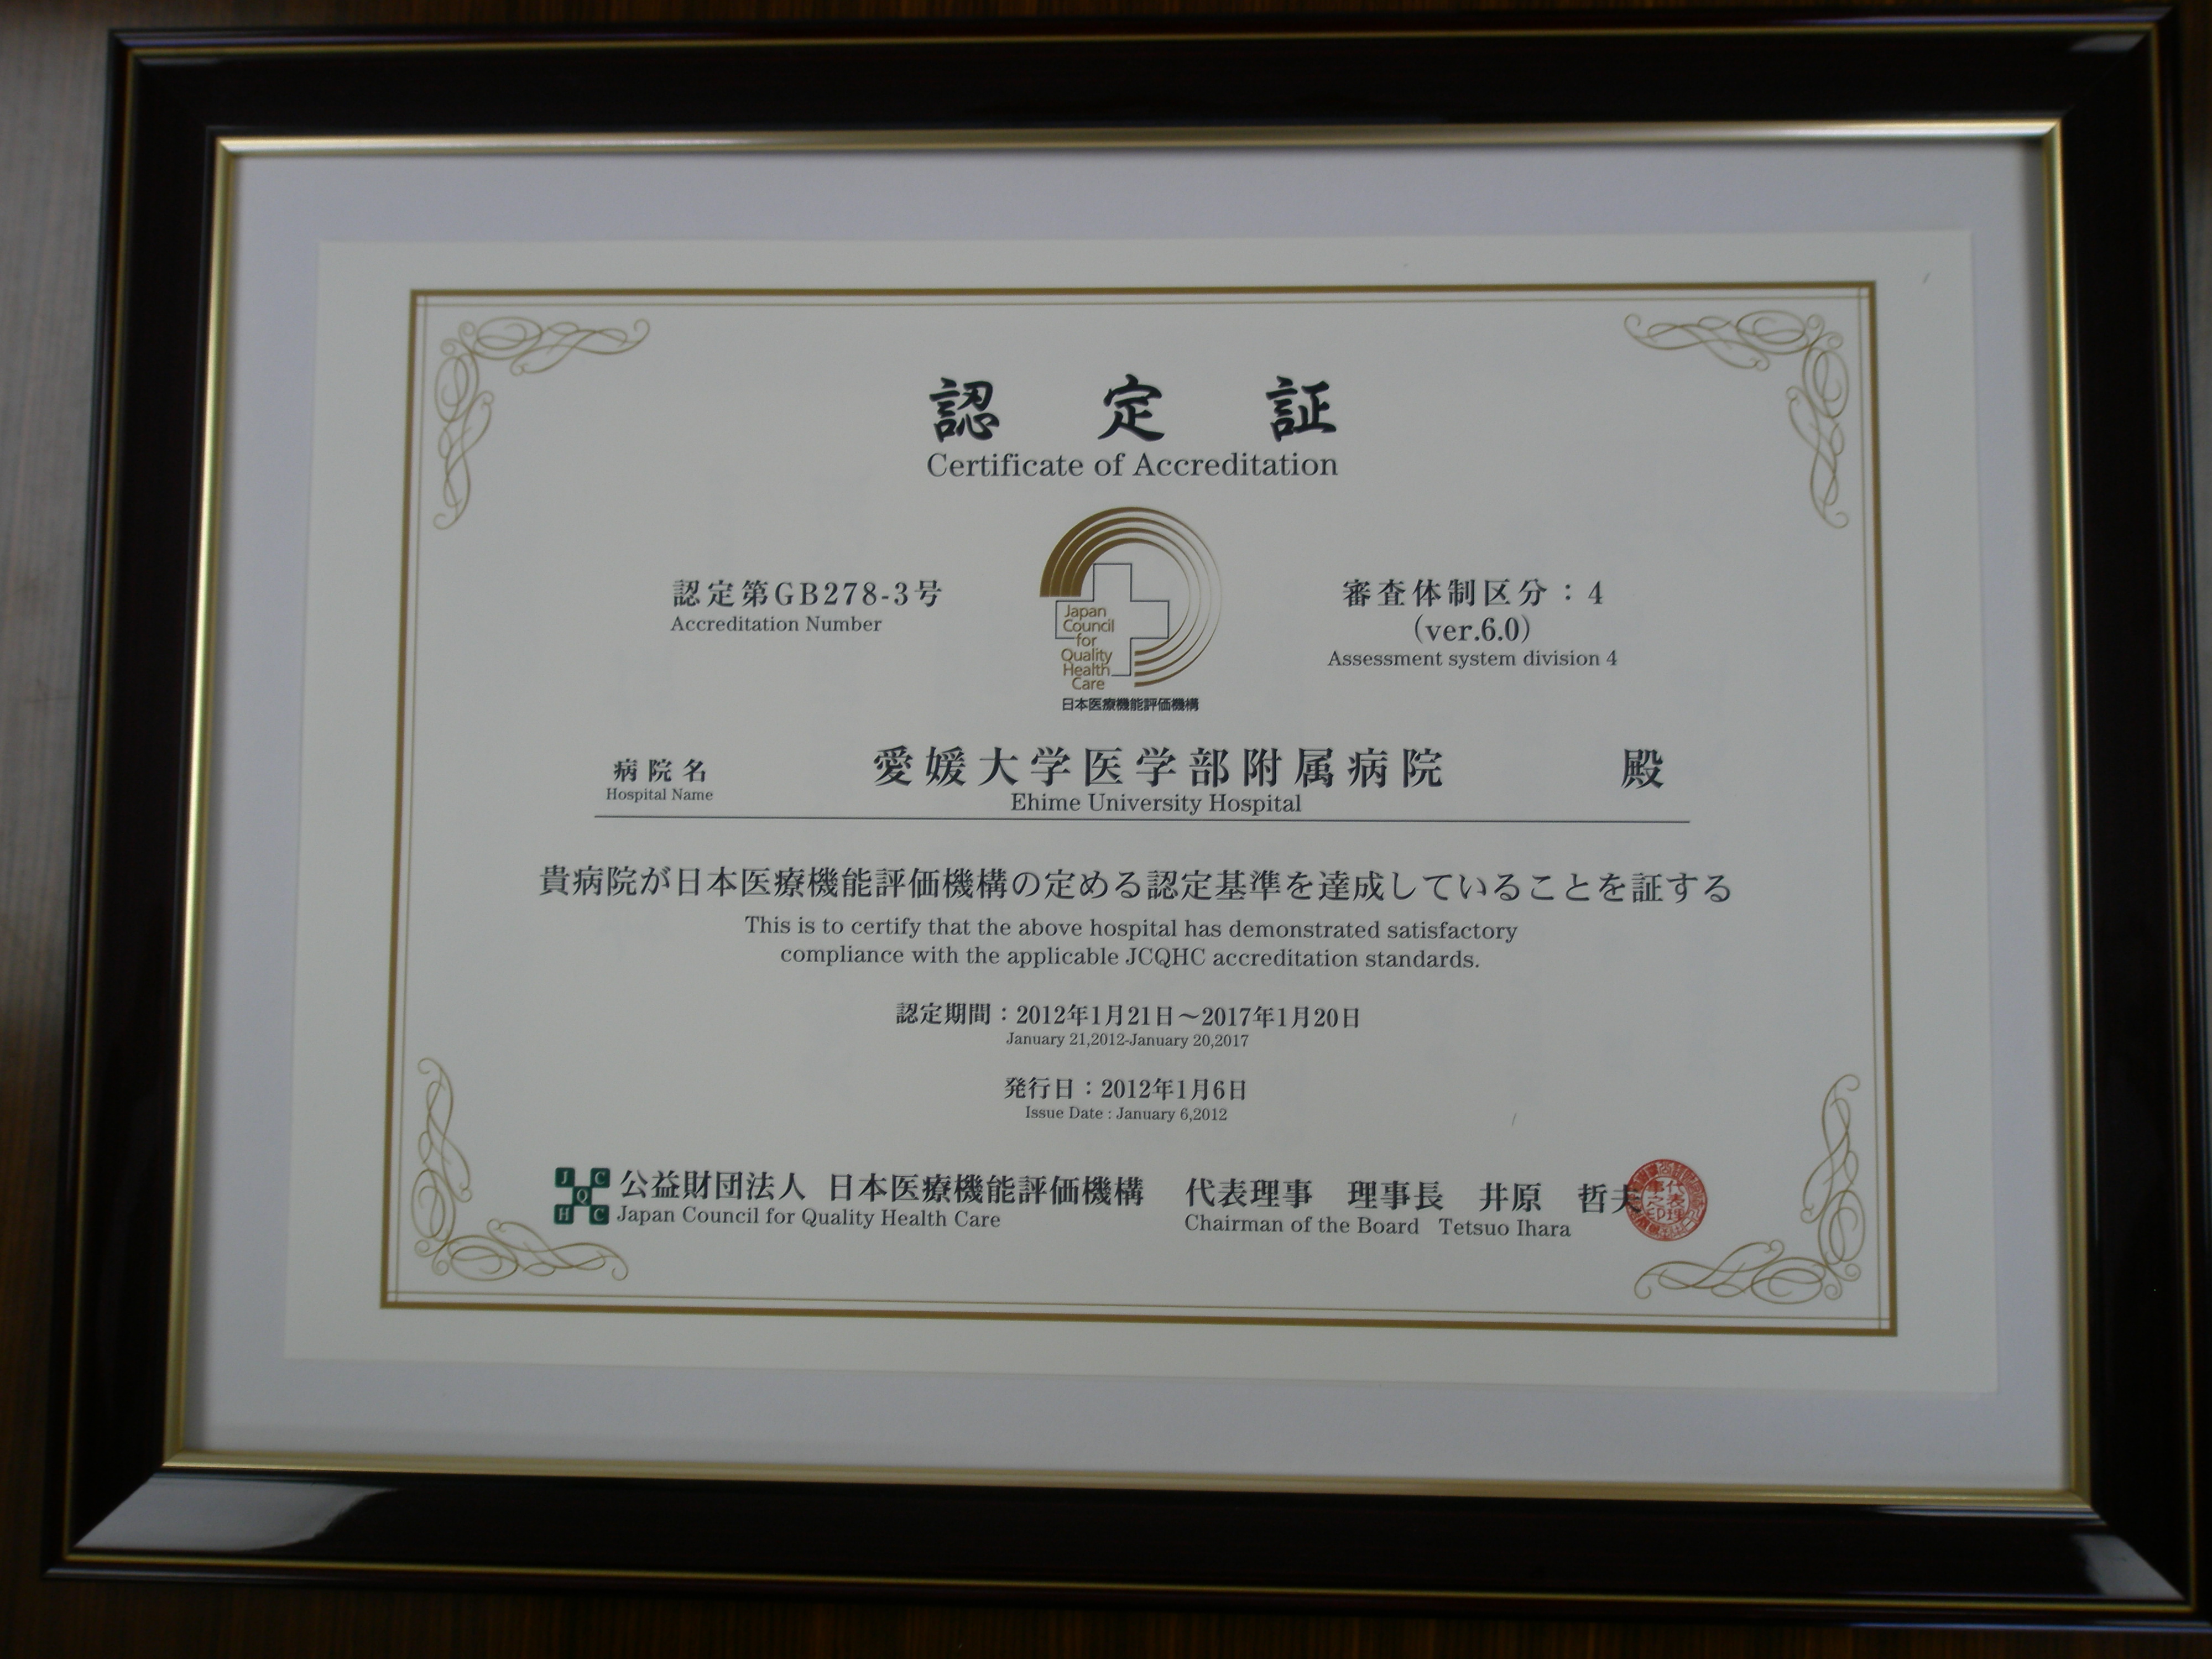 認定証
Certificate of Accreditation
認定第GB278-3号
Accreditation Number
Japan
Council
for
Quality
Health
Care
日本医療機能評価機構
審査体制区分：4
(ver.6.0)
Assessment system division 4
病院名
Hospital Name
愛媛大学医学部附属病院 殿
Ehime University Hospital
貴病院が日本医療機能評価機構の定める認定基準を達成していることを証する
This is to certify that the above hospital has demonstrated satisfactory
compliance with the applicable JCQHC accreditation standards.
認定期間：2012年1月21日～2017年1月20日
January 21,2012-January 20,2017
発行日：2012年1月6日
Issue Date : January 6,2012
J C
Q
H C
公益財団法人 日本医療機能評価機構
Japan Council for Quality Health Care
代表理事 理事長 井原 哲夫
Chairman of the Board Tetsuo Ihara
代表理
事之印